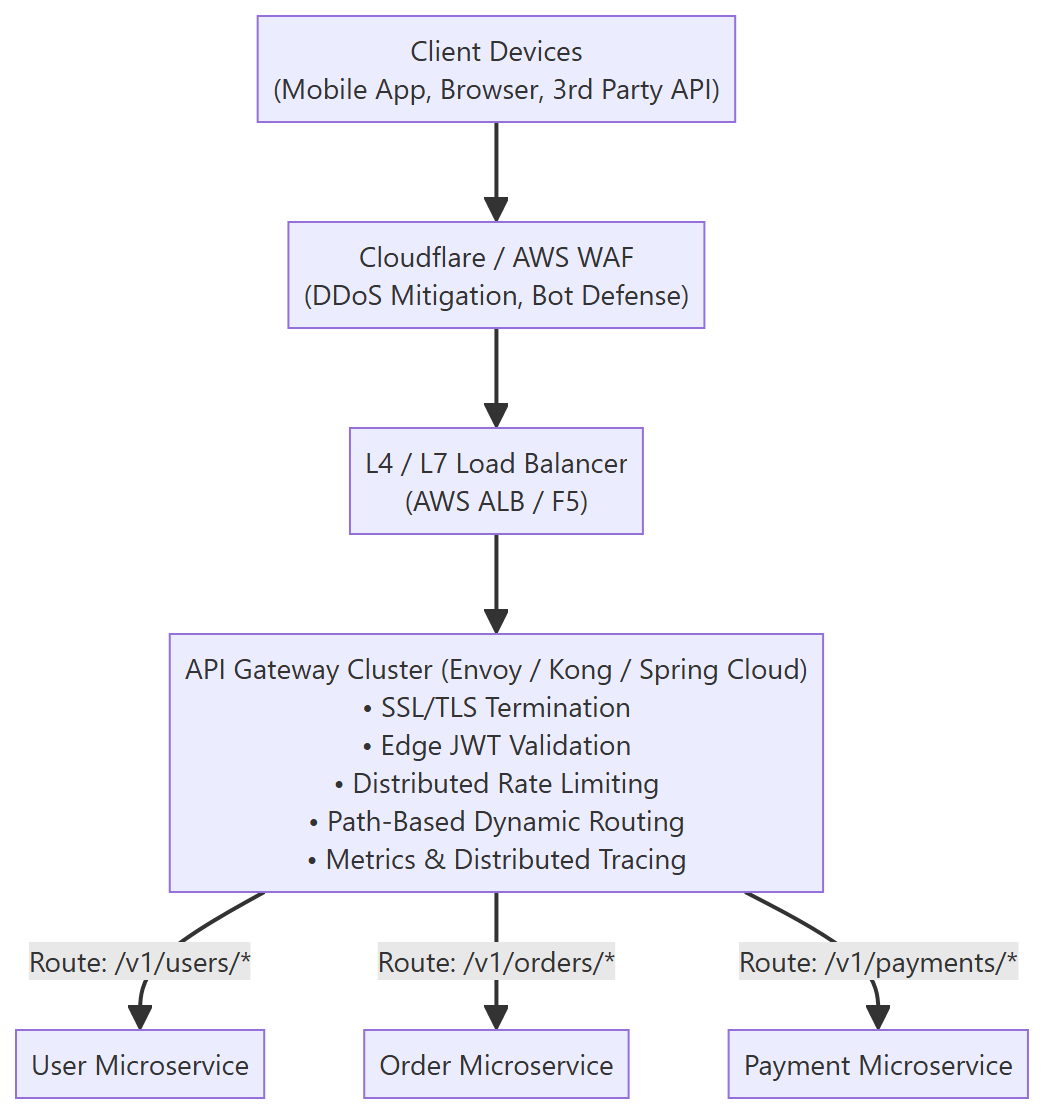 Client Devices
(Mobile App, Browser, 3rd Party API)
Cloudflare / AWS WAF
(DDoS Mitigation, Bot Defense)
L4 / L7 Load Balancer
(AWS ALB / F5)
API Gateway Cluster (Envoy / Kong / Spring Cloud)
• SSL/TLS Termination
• Edge JWT Validation
• Distributed Rate Limiting
• Path-Based Dynamic Routing
• Metrics & Distributed Tracing
Route: /v1/users/*
Route: /v1/orders/*
Route: /v1/payments/*
User Microservice
Order Microservice
Payment Microservice